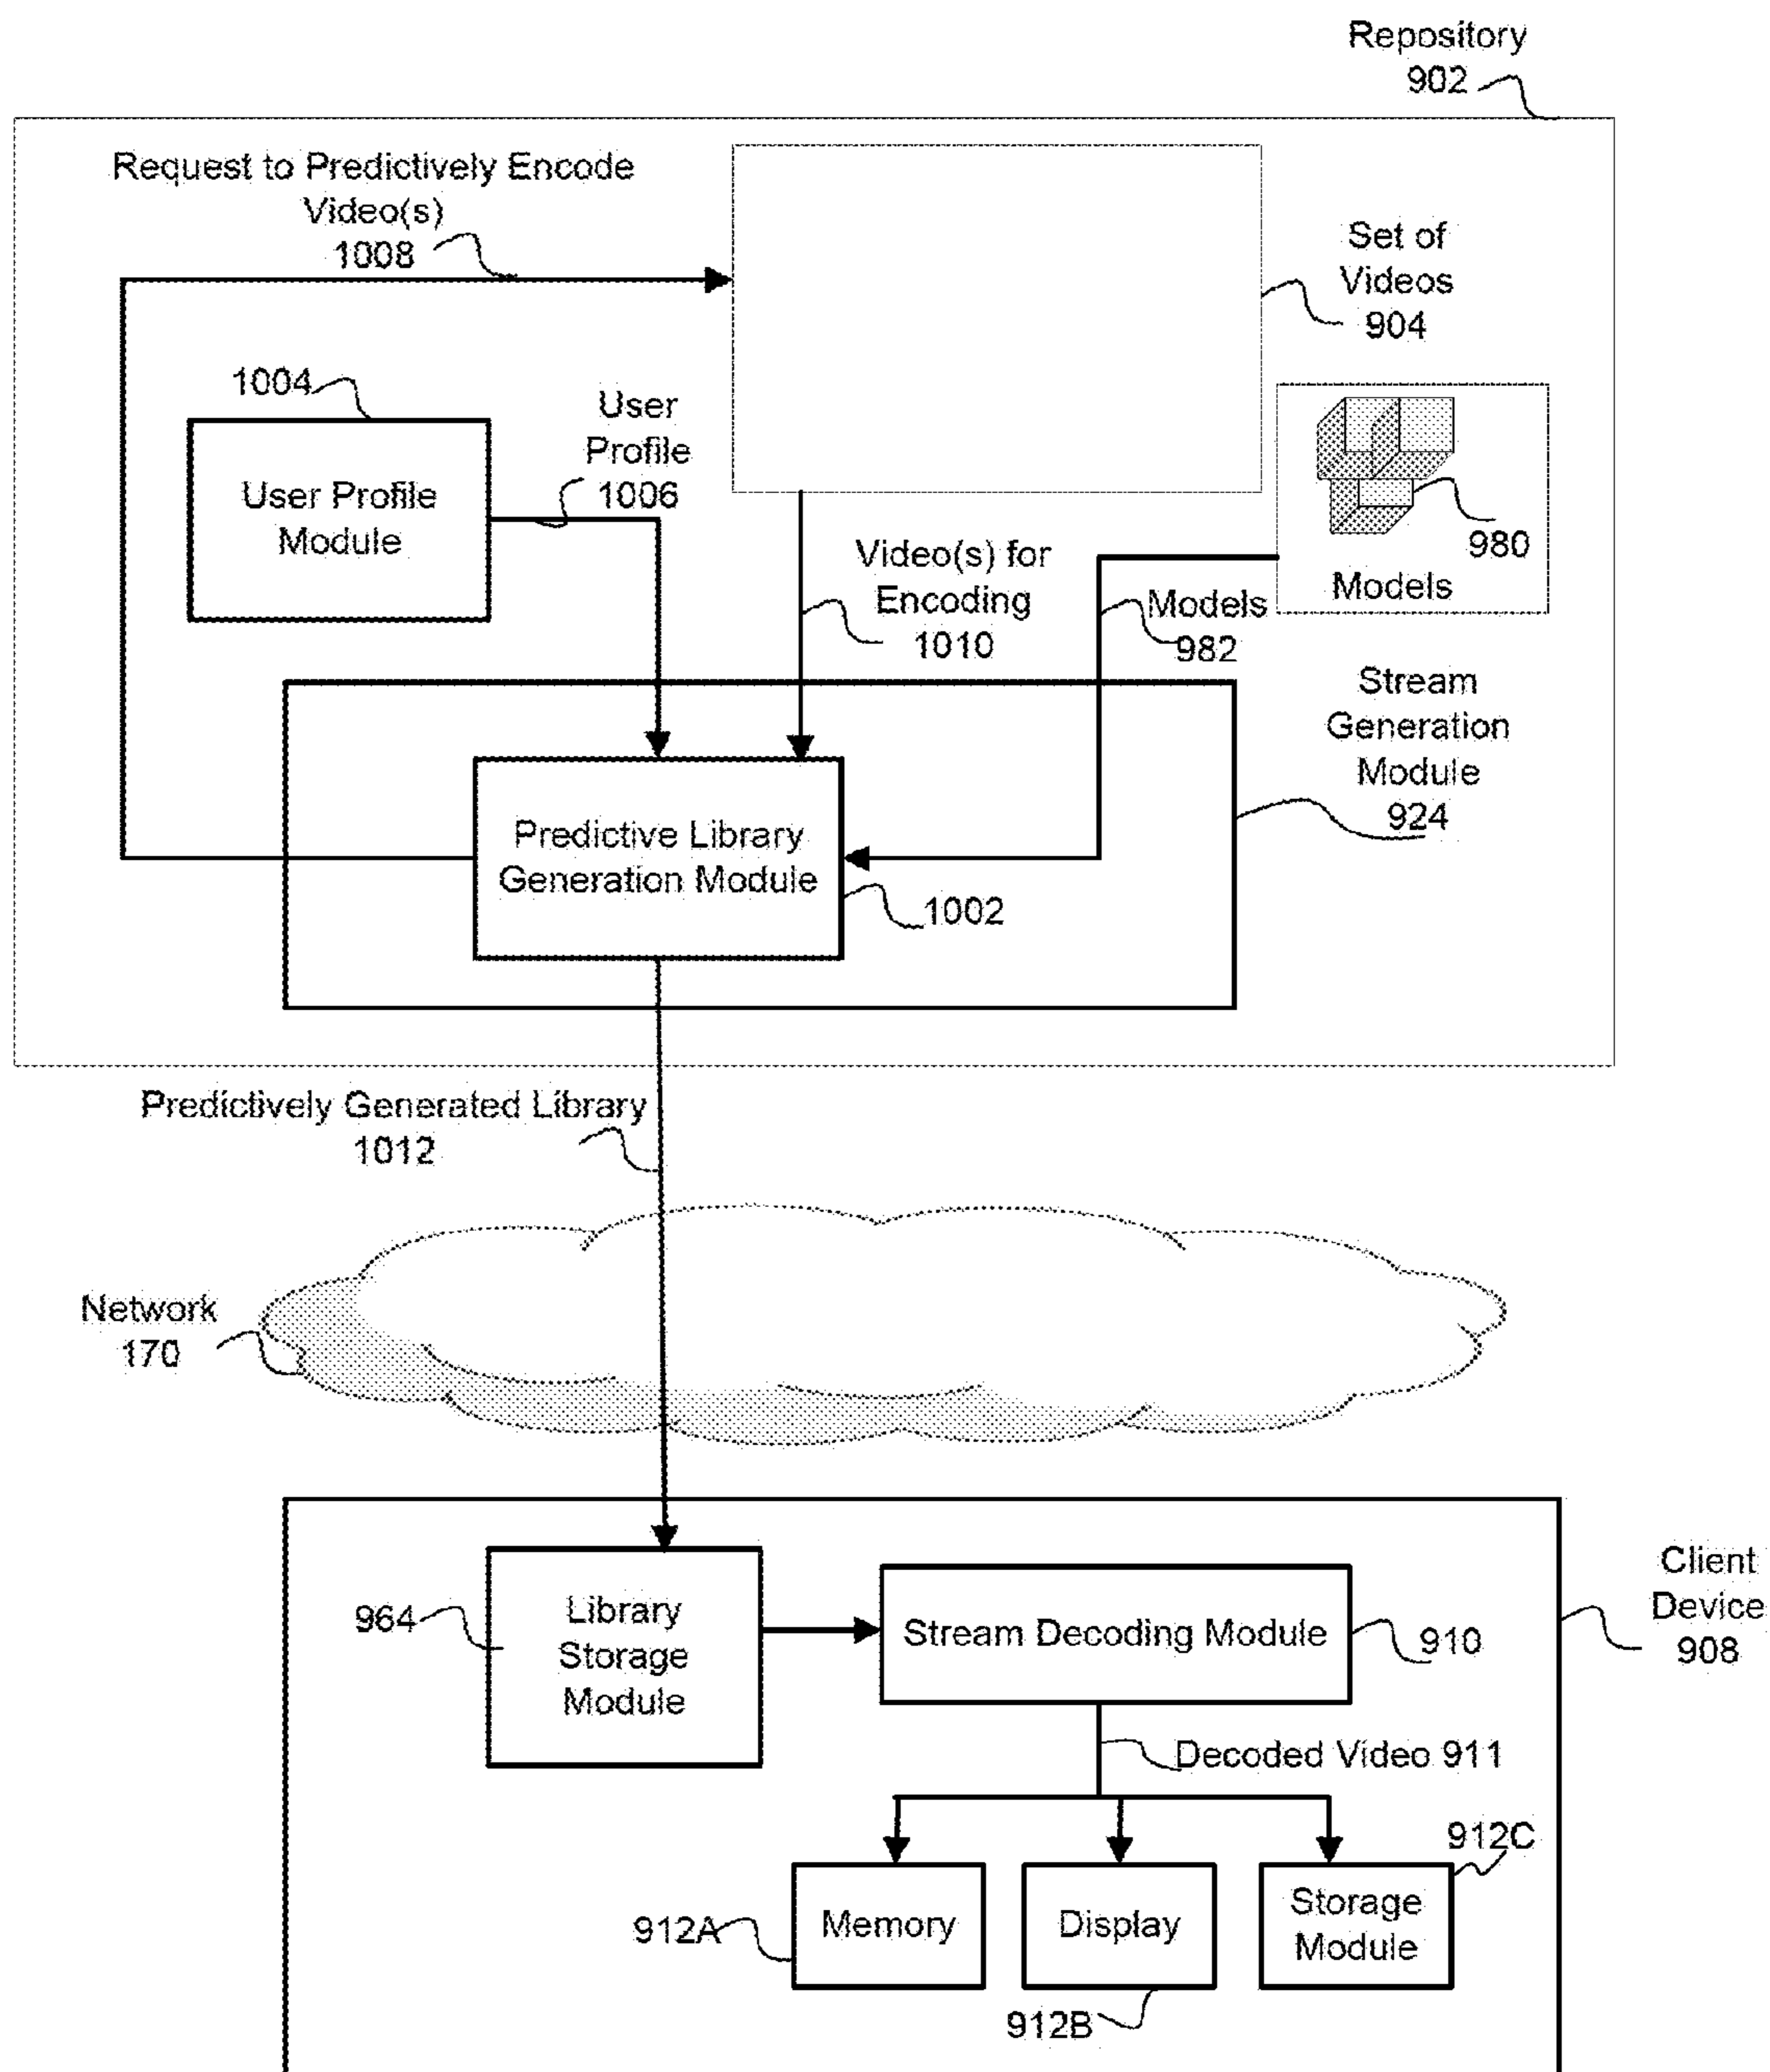 Repository
902
Request to Predictively Encode
Video(s)
1008
Set of
Videos
904
1004
User
Profile
1006
User Profile
Module
980
Models
Video(s) for
Encoding
1010
Models
982
Stream
Generation
Module
924
Predictive Library
Generation Module
1002
Predictively Generated Library
1012
Network
170
Client
Device
908
964
Library
Storage
Module
Stream Decoding Module
910
Decoded Video 911
912C
912A
Memory
Display
Storage
Module
912B